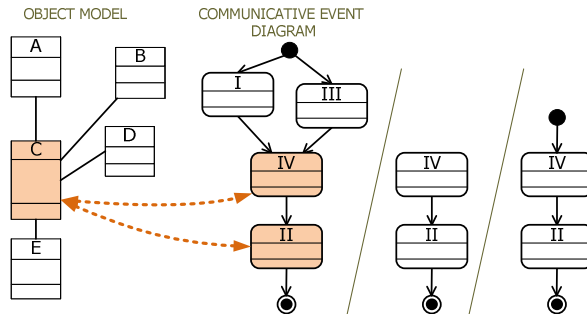 OBJECT MODEL
COMMUNICATIVE EVENT
DIAGRAM
A
B
C
D
E
I
III
IV
II
IV
II
IV
II